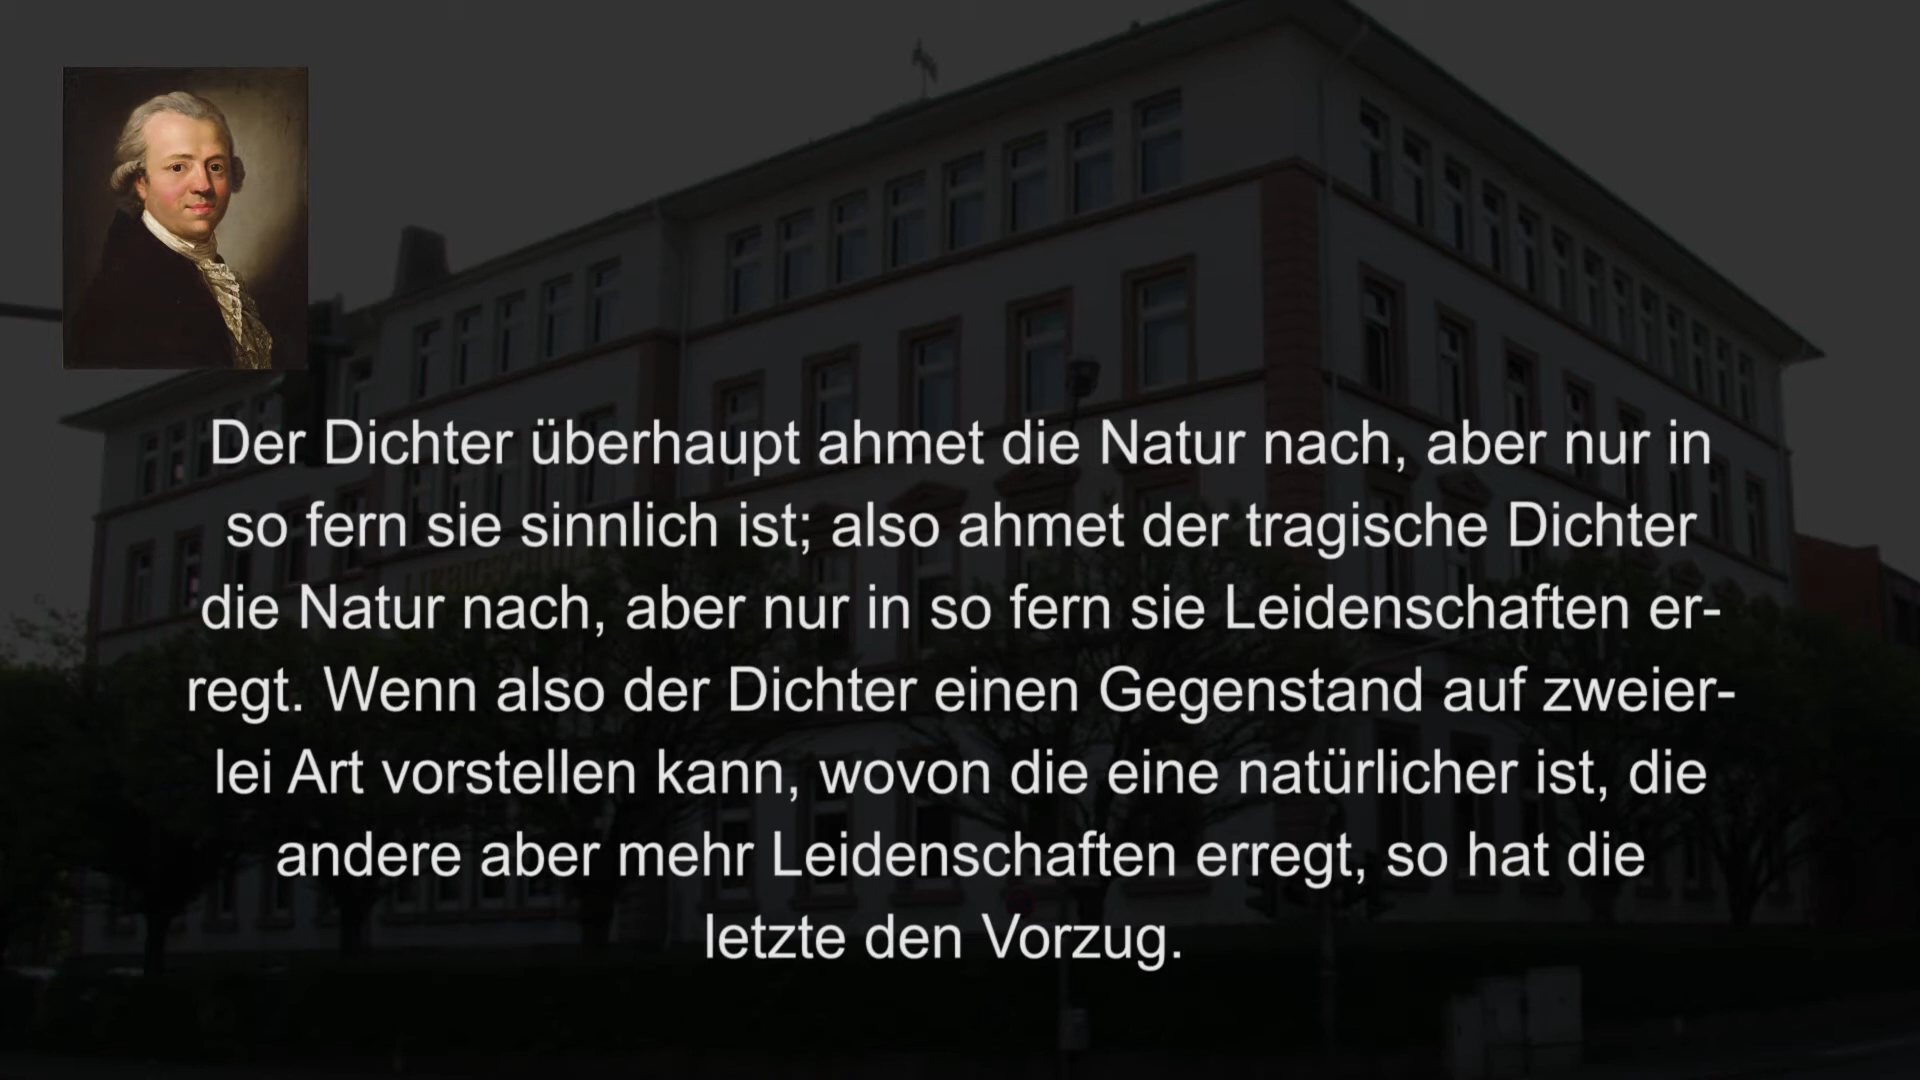 Der Dichter überhaupt ahmet die Natur nach, aber nur in
so fern sie sinnlich ist; also ahmet der tragische Dichter
die Natur nach, aber nur in so fern sie Leidenschaften er-
regt. Wenn also der Dichter einen Gegenstand auf zweier-
lei Art vorstellen kann, wovon die eine natürlicher ist, die
andere aber mehr Leidenschaften erregt, so hat die
letzte den Vorzug.